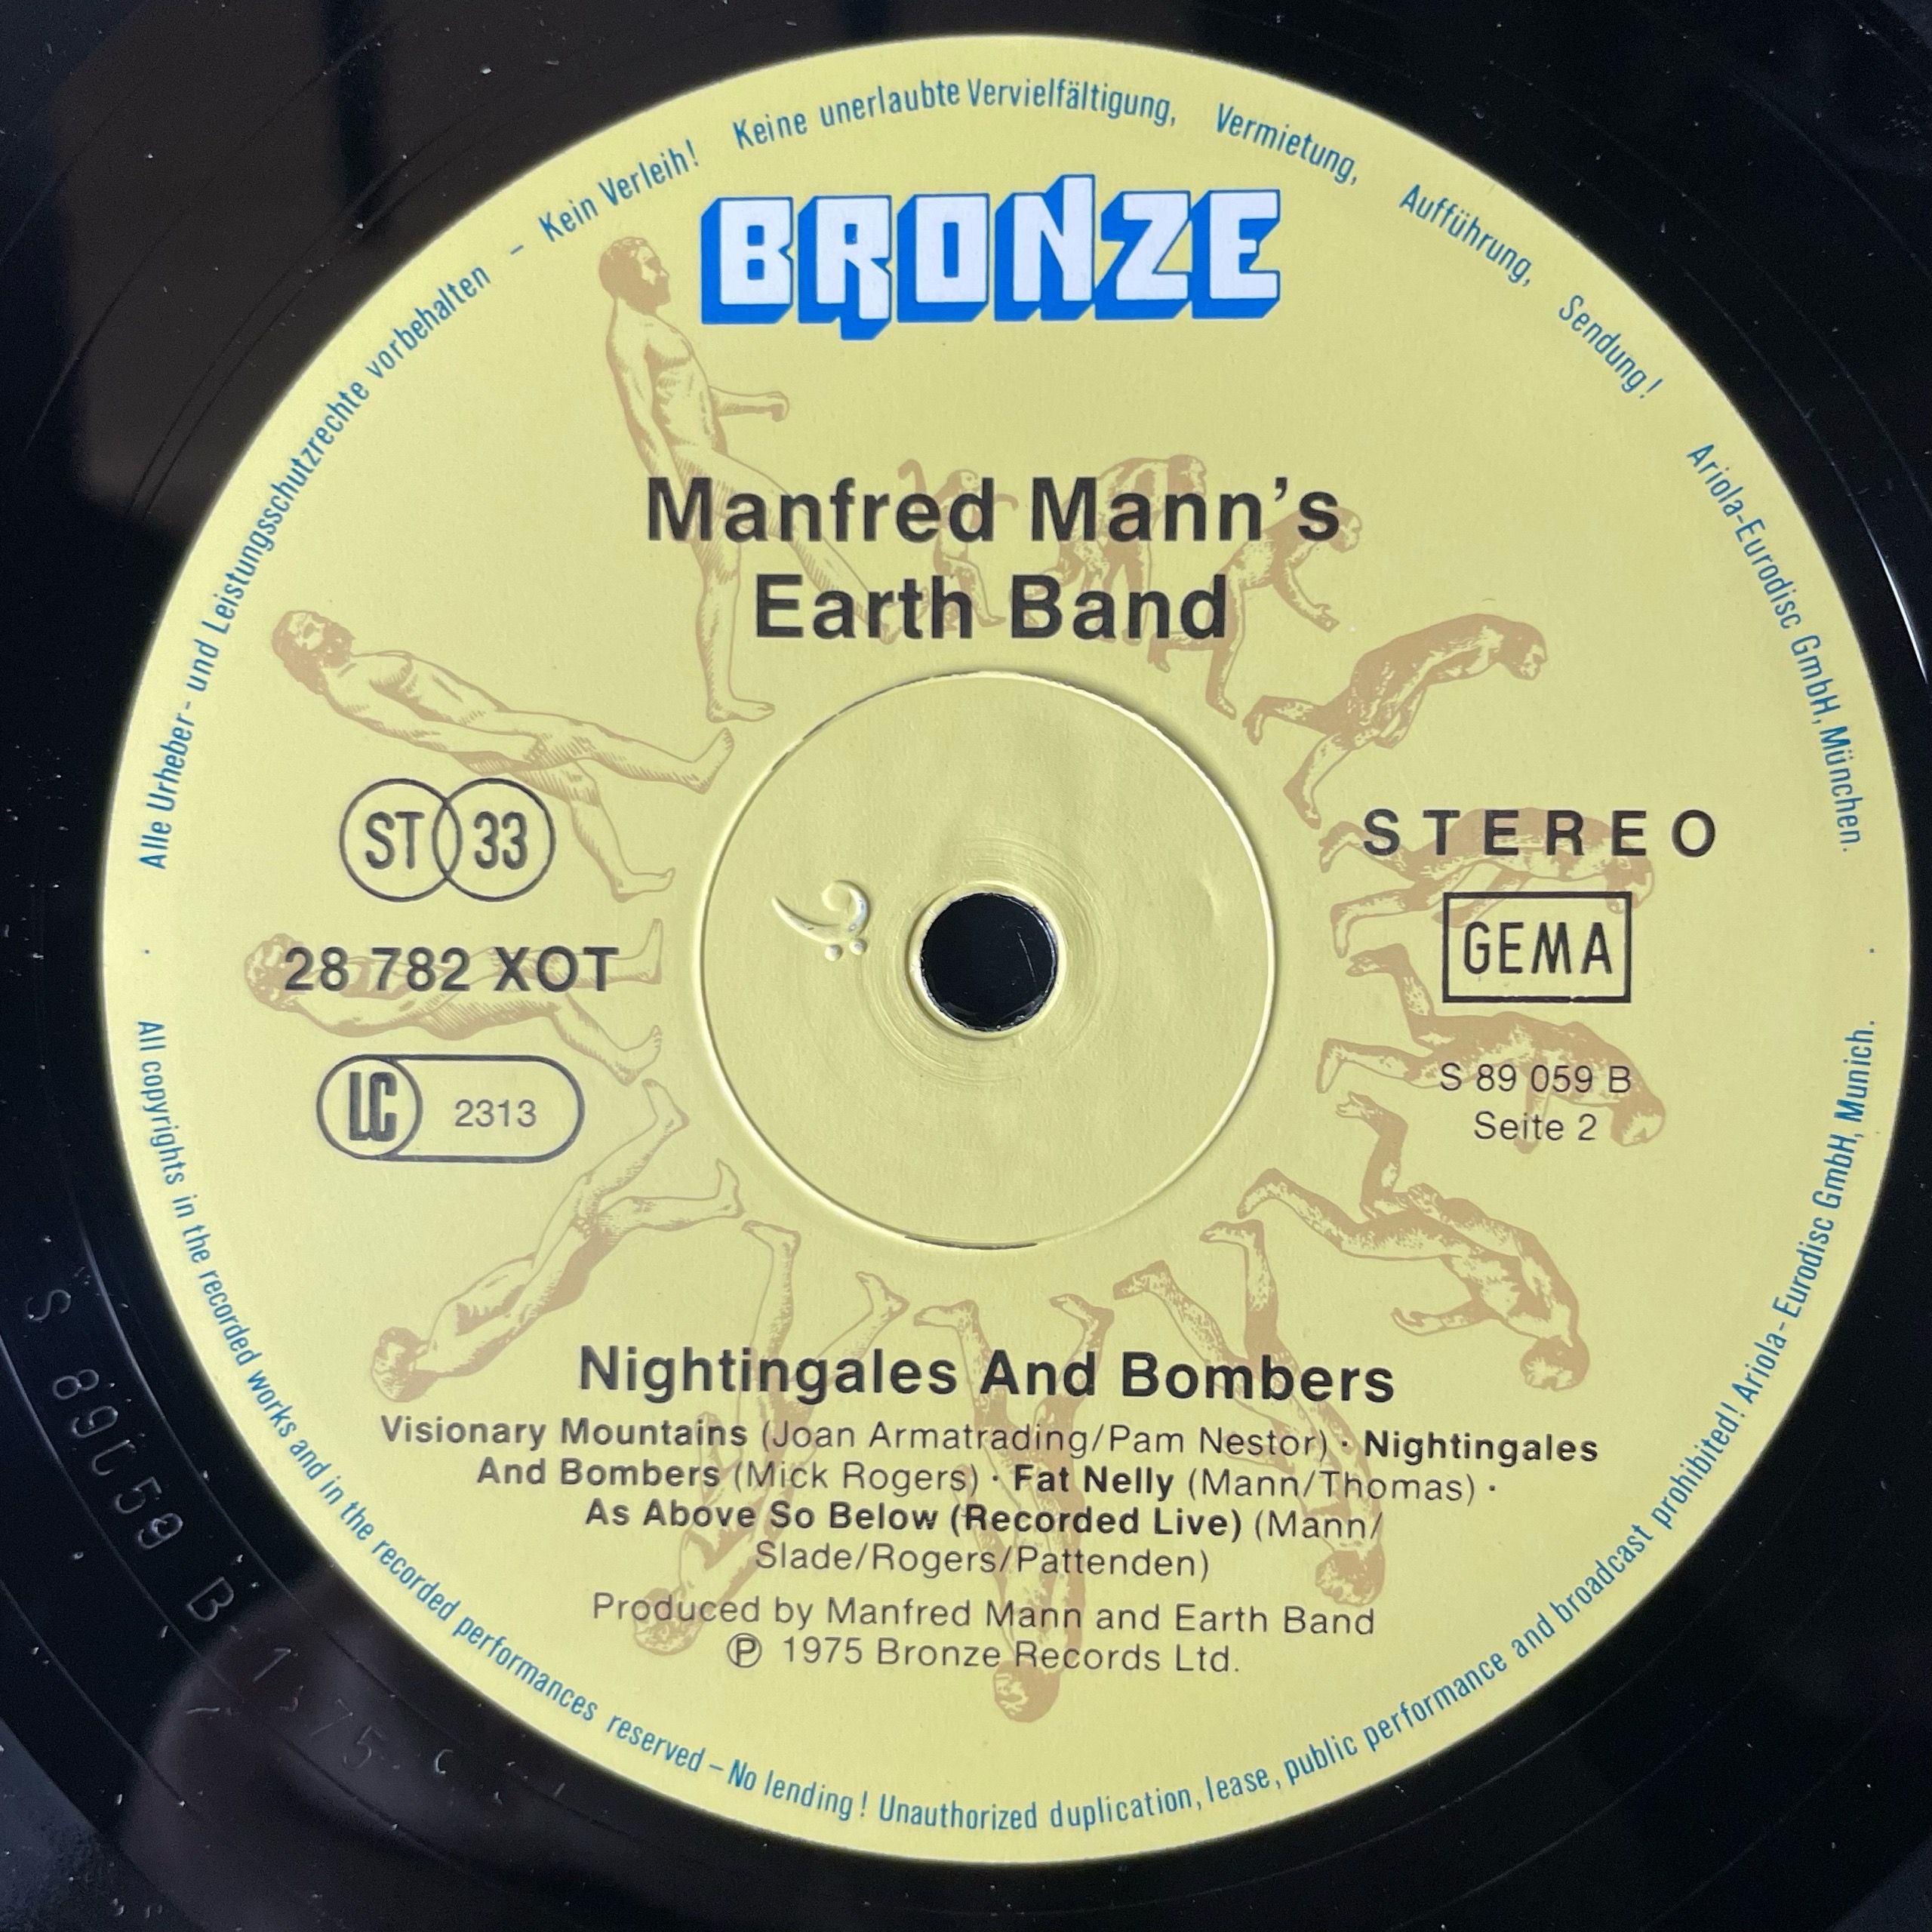 Alle Urheber- und Leistungsschutzrechte vorbehalten – Kein Verleih! Keine unerlaubte Vervielfältigung, Vermietung, Aufführung, Sendung! Ariola-Eurodisc GmbH, München.
BRONZE
Manfred Mann’s
Earth Band
ST 33
28 782 XOT
LC 2313
STEREO
GEMA
S 89 059 B
Seite 2
Nightingales And Bombers
Visionary Mountains (Joan Armatrading/Pam Nestor) · Nightingales
And Bombers (Mick Rogers) · Fat Nelly (Mann/Thomas) ·
As Above So Below (Recorded Live) (Mann/
Slade/Rogers/Pattenden)
Produced by Manfred Mann and Earth Band
Ⓟ 1975 Bronze Records Ltd.
All copyrights in the recorded works and in the recorded performances reserved – No lending! Unauthorized duplication, lease, public performance and broadcast prohibited! Ariola-Eurodisc GmbH, Munich.
S 89059 B